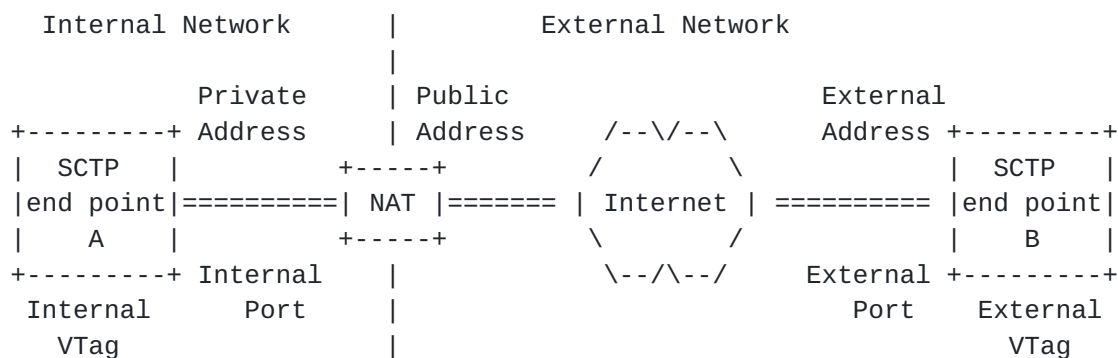 Internal Network | External Network
|
Private | Public External
+---------+ Address | Address /--\/--\ Address +---------+
| SCTP | +-----+ / \ | SCTP |
|end point|==========| NAT |======= | Internet | ========== |end point|
| A | +-----+ \ / | B |
+---------+ Internal | \--/\--/ External +---------+
Internal Port | Port External
VTag | VTag